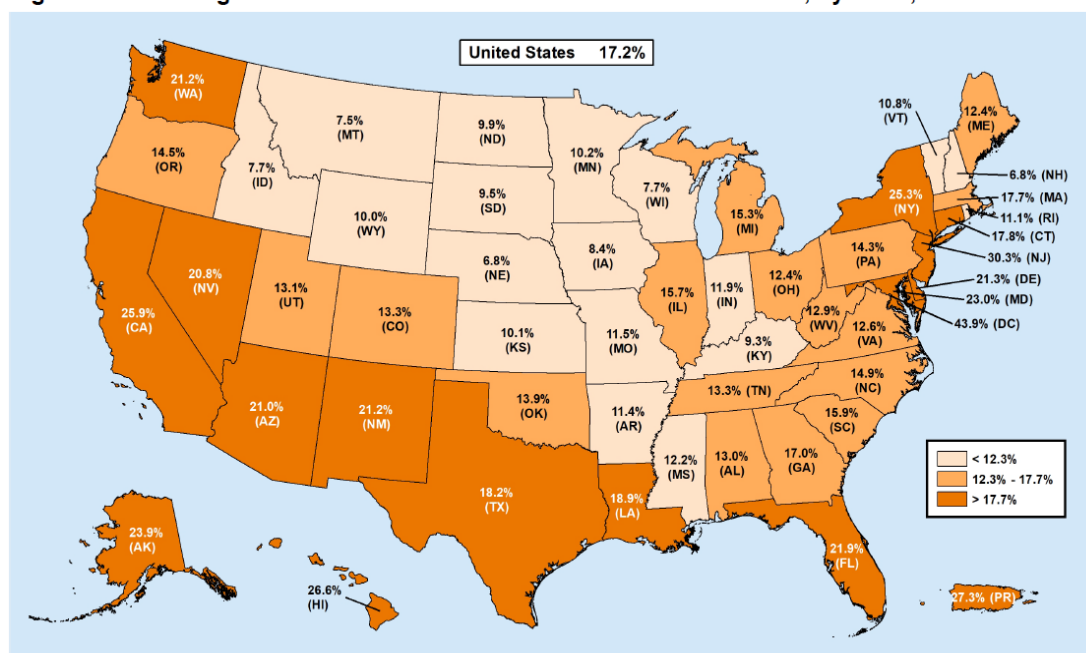 United States 17.2%
21.2%
(WA)
14.5%
(OR)
7.7%
(ID)
7.5%
(MT)
9.9%
(ND)
10.2%
(MN)
9.5%
(SD)
10.0%
(WY)
7.7%
(WI)
15.3%
(MI)
10.8%
(VT)
12.4%
(ME)
6.8% (NH)
17.7% (MA)
11.1% (RI)
17.8% (CT)
30.3% (NJ)
21.3% (DE)
23.0% (MD)
43.9% (DC)
25.3%
(NY)
14.3%
(PA)
25.9%
(CA)
20.8%
(NV)
13.1%
(UT)
13.3%
(CO)
6.8%
(NE)
8.4%
(IA)
15.7%
(IL)
11.9%
(IN)
12.4%
(OH)
12.9%
(WV)
12.6%
(VA)
10.1%
(KS)
11.5%
(MO)
9.3%
(KY)
21.0%
(AZ)
21.2%
(NM)
13.9%
(OK)
11.4%
(AR)
13.3% (TN)
14.9%
(NC)
15.9%
(SC)
18.2%
(TX)
18.9%
(LA)
12.2%
(MS)
13.0%
(AL)
17.0%
(GA)
21.9%
(FL)
< 12.3%
12.3% - 17.7%
> 17.7%
23.9%
(AK)
26.6%
(HI)
27.3% (PR)